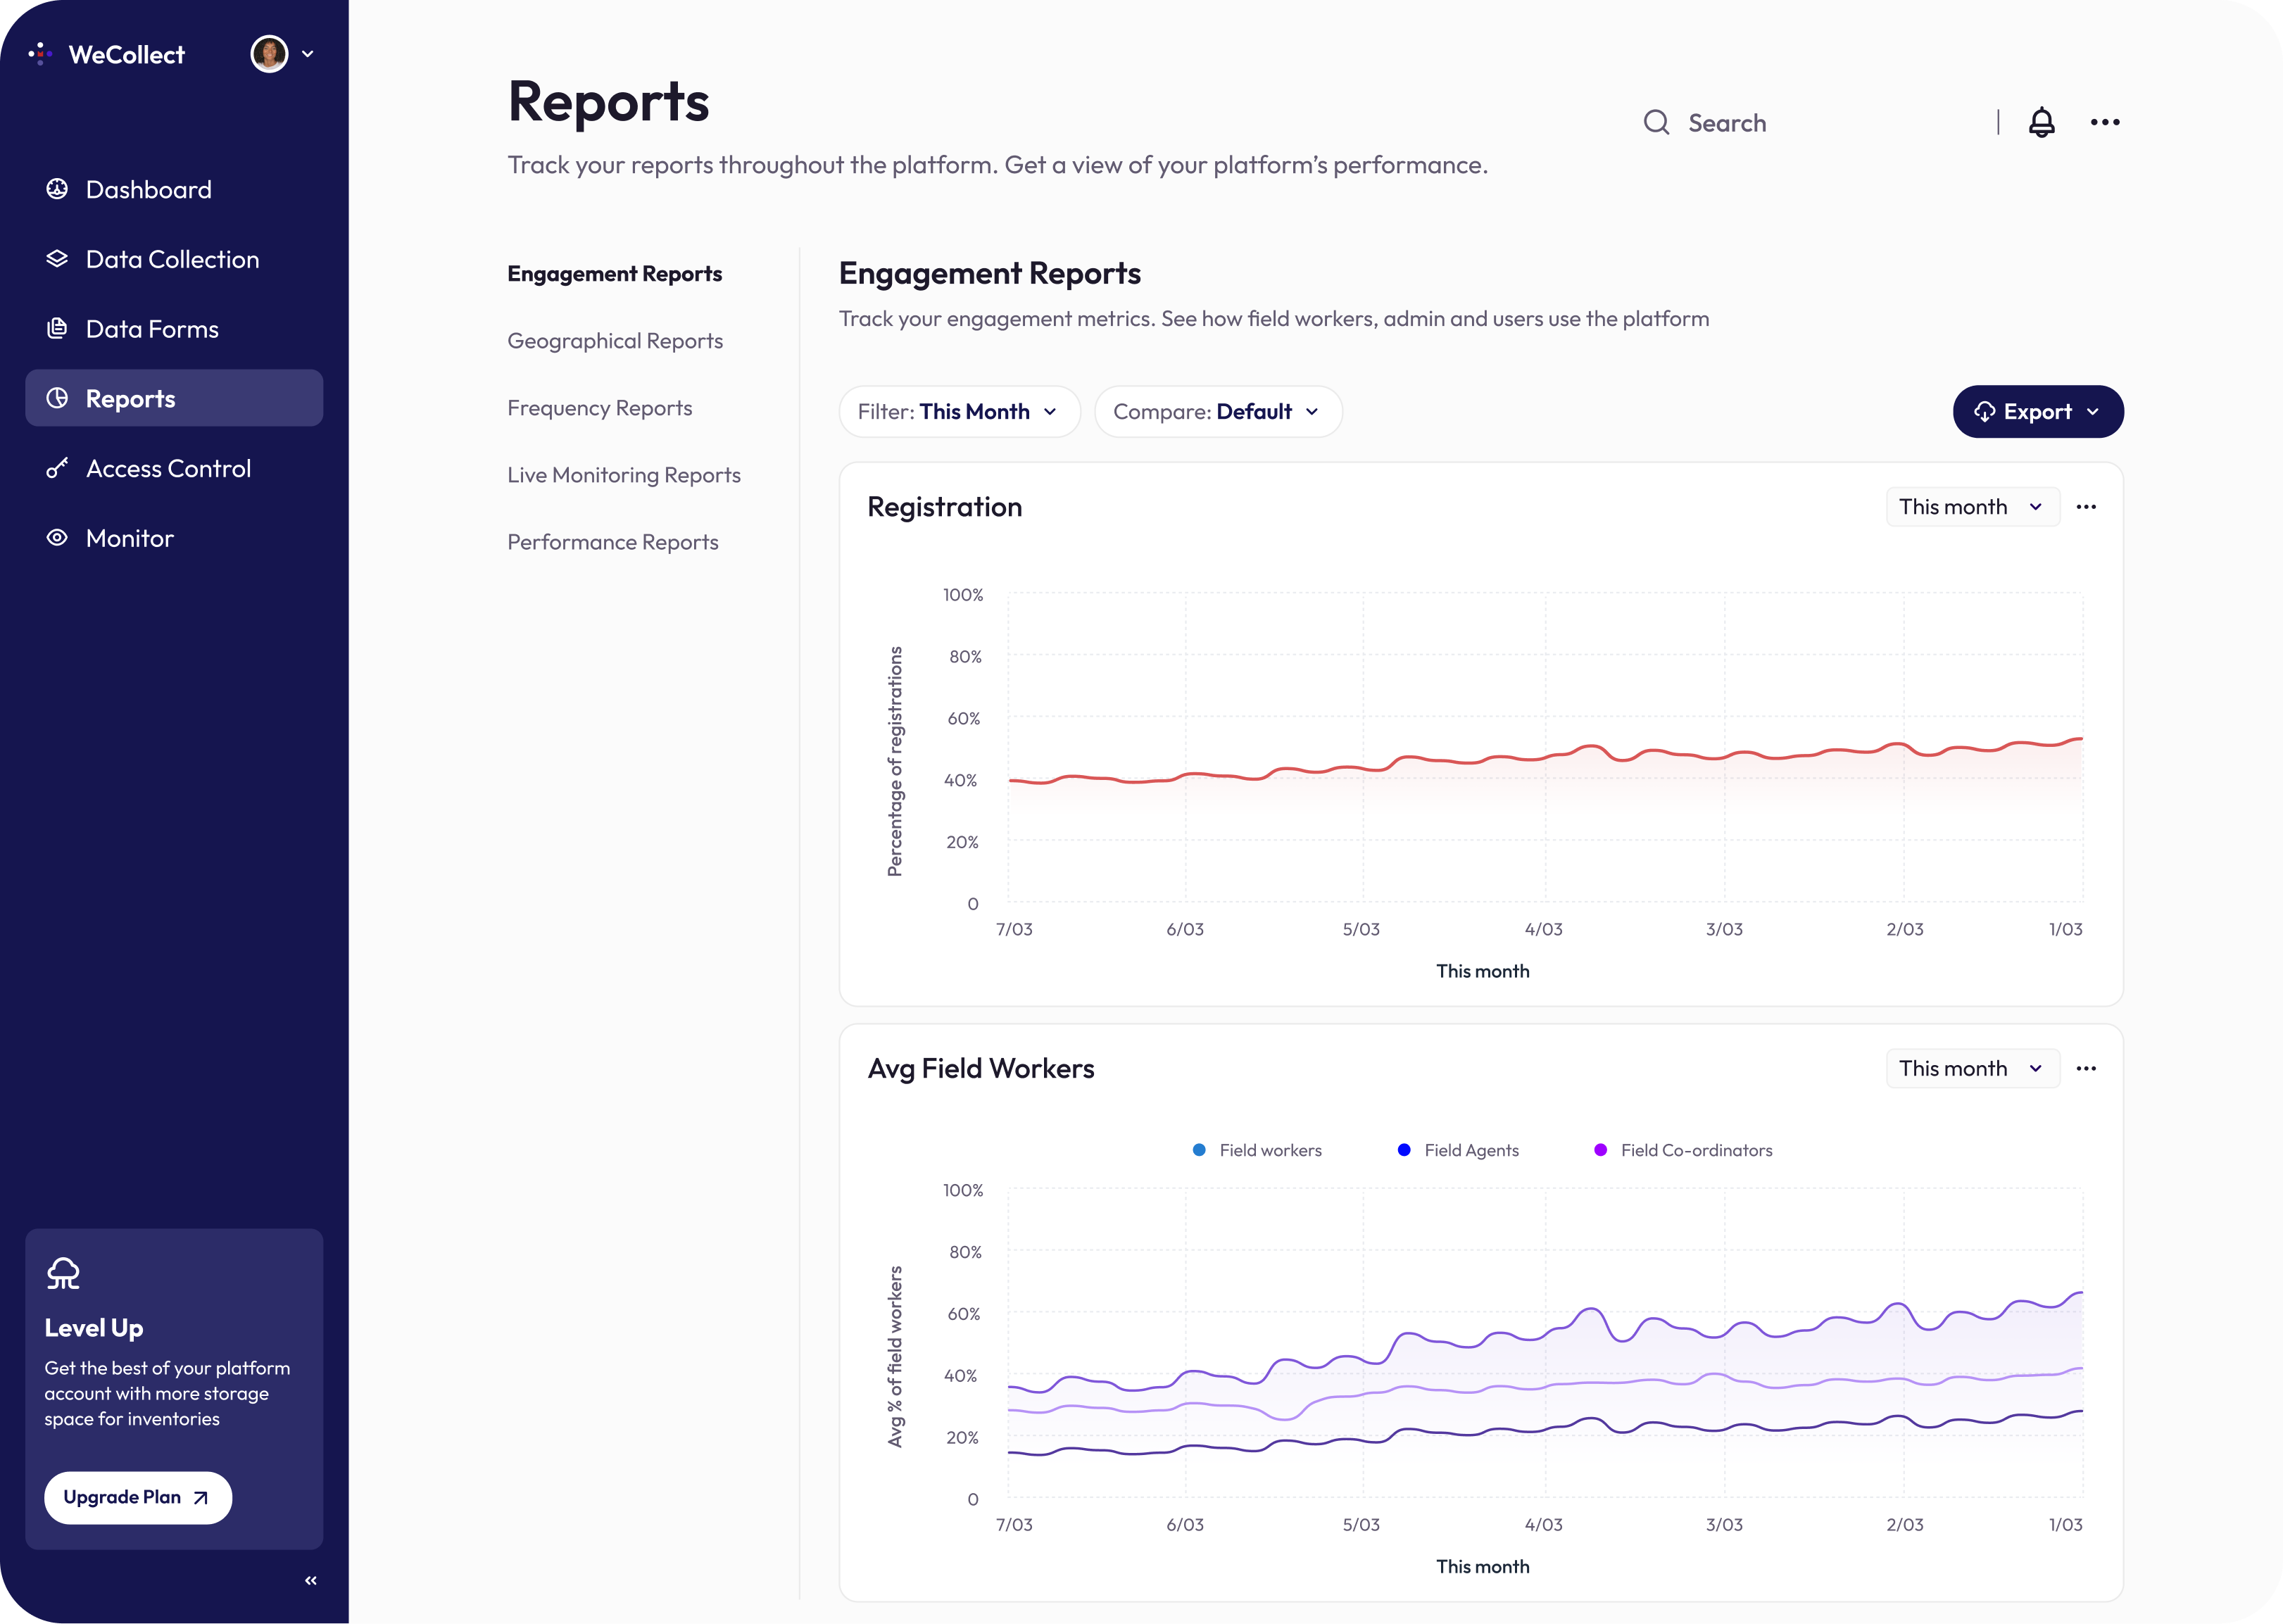 WeCollect
Dashboard
Data Collection
Data Forms
Reports
Access Control
Monitor
Level Up
Get the best of your platform
account with more storage
space for inventories
Upgrade Plan
Reports
Track your reports throughout the platform. Get a view of your platform’s performance.
Search
Engagement Reports
Geographical Reports
Frequency Reports
Live Monitoring Reports
Performance Reports
Engagement Reports
Track your engagement metrics. See how field workers, admin and users use the platform
Filter: This Month
Compare: Default
Export
Registration
This month
Percentage of registrations
100%
80%
60%
40%
20%
0
7/03
6/03
5/03
4/03
3/03
2/03
1/03
This month
Avg Field Workers
This month
Field workers
Field Agents
Field Co-ordinators
Avg % of field workers
100%
80%
60%
40%
20%
0
7/03
6/03
5/03
4/03
3/03
2/03
1/03
This month